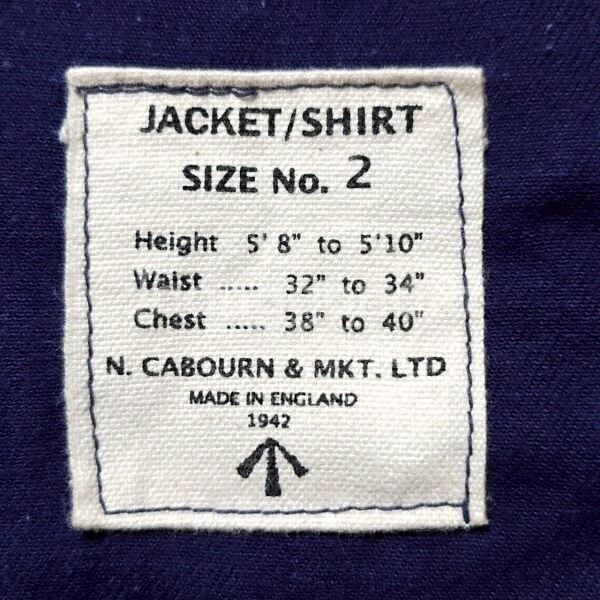 JACKET/SHIRT
SIZE No. 2
Height 5' 8" to 5'10"
Waist ..... 32" to 34"
Chest ..... 38" to 40"
N. CABOURN & MKT. LTD
MADE IN ENGLAND
1942